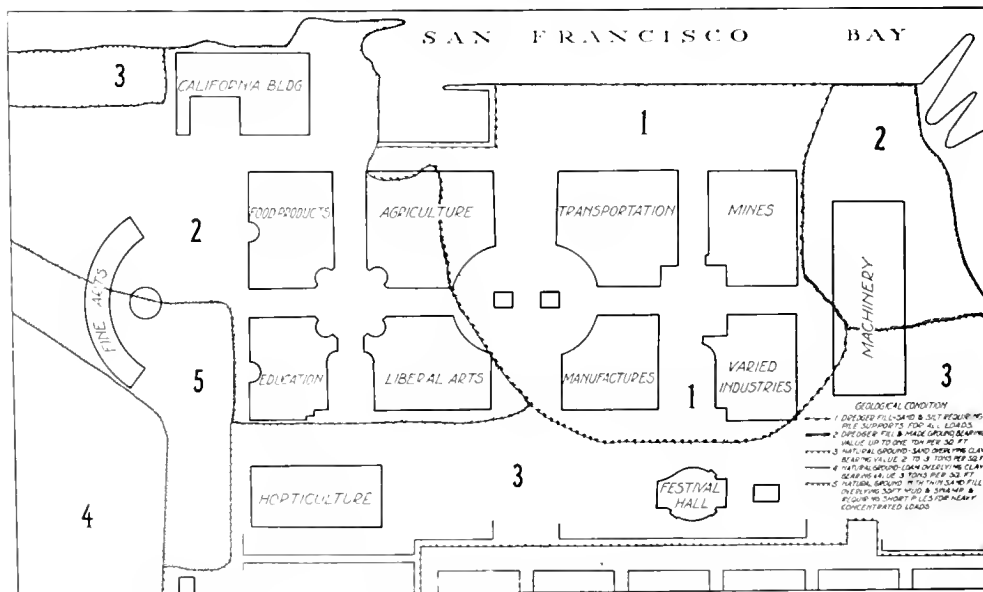 SAN FRANCISCO BAY
3
CALIFORNIA BLDG
1
2
FOOD PRODUCTS
AGRICULTURE
TRANSPORTATION
MINES
2
FINE ARTS
MACHINERY
5
EDUCATION
LIBERAL ARTS
MANUFACTURES
1
VARIED
INDUSTRIES
3
GEOLOGICAL CONDITION
1 DREDGER FILL-SAND & SILT REQUIRING
PILE SUPPORTS FOR ALL LOADS
2 DREDGER FILL & MADE GROUND, BEARING
VALUE UP TO ONE TON PER SQ FT
3 NATURAL GROUND-SAND OVERLYING CLAY
BEARING VALUE 2 TO 3 TONS PER SQ FT
4 NATURAL GROUND-LOAM OVERLYING CLAY
BEARING VALUE 3 TONS PER SQ FT
5 NATURAL GROUND WITH THIN SAND FILL
OVERLYING SOFT MUD & SWAMP &
REQUIRING SHORT PILES FOR HEAVY
CONCENTRATED LOADS
3
4
HORTICULTURE
FESTIVAL
HALL